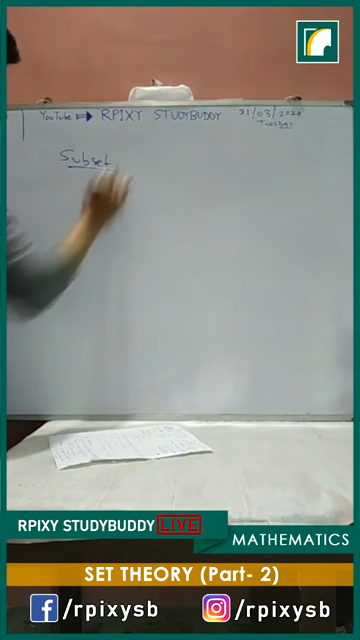 YouTube ⇒ RPIXY STUDYBUDDY 31/03/2020
TUESDAY
Subset
RPIXY STUDYBUDDY LIVE
MATHEMATICS
SET THEORY (Part- 2)
/rpixysb /rpixysb